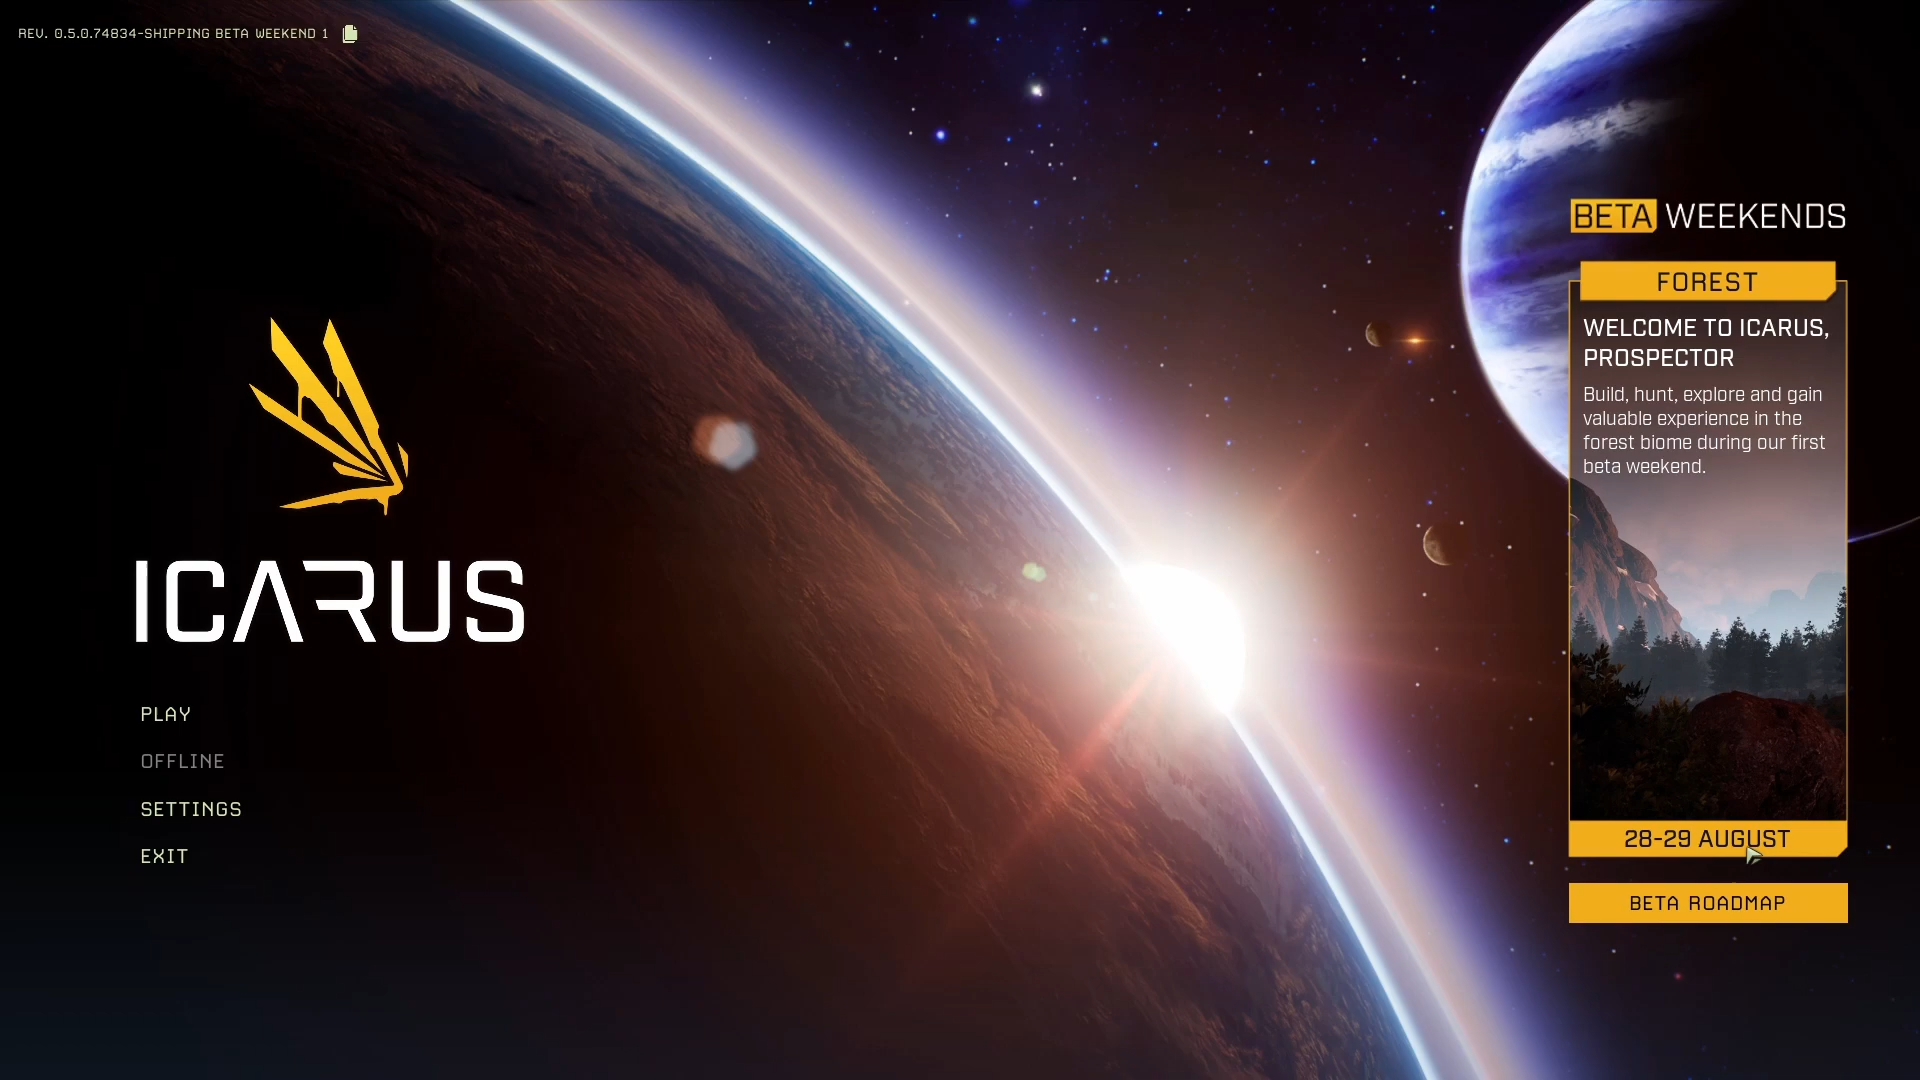 REV. 0.5.0.74834-SHIPPING BETA WEEKEND 1
ICARUS
PLAY
OFFLINE
SETTINGS
EXIT
BETA WEEKENDS
FOREST
WELCOME TO ICARUS,
PROSPECTOR
Build, hunt, explore and gain
valuable experience in the
forest biome during our first
beta weekend.
28-29 AUGUST
BETA ROADMAP